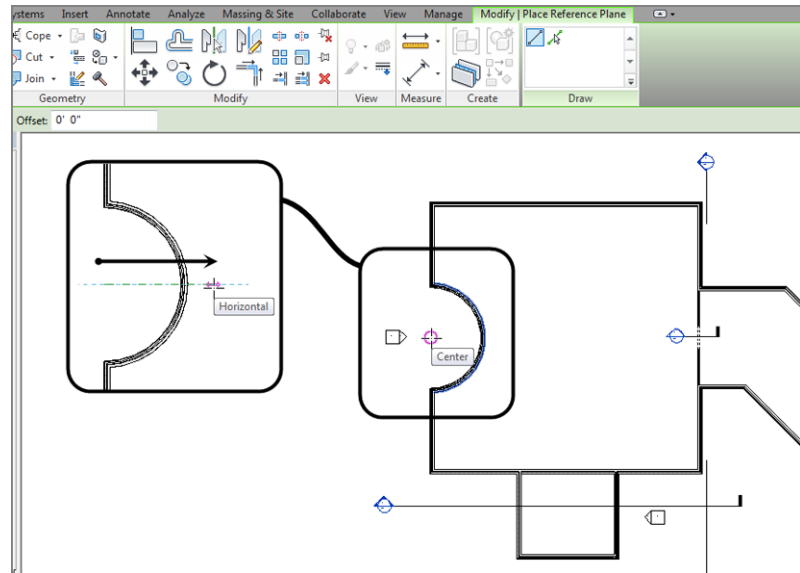 ystems Insert Annotate Analyze Massing & Site Collaborate View Manage Modify | Place Reference Plane
Cope
Cut
Join
Geometry Modify View Measure Create Draw
Offset: 0' 0"
Horizontal
Center